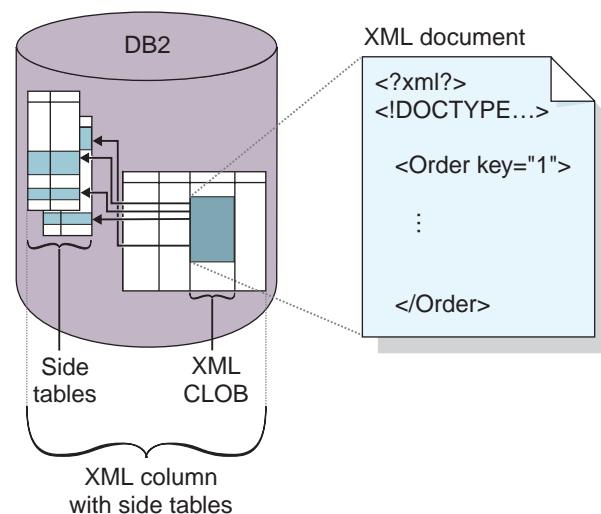 DB2
XML document
<?xml?>
<!DOCTYPE…>
<Order key="1">
⋮
</Order>
Side
tables
XML
CLOB
XML column
with side tables